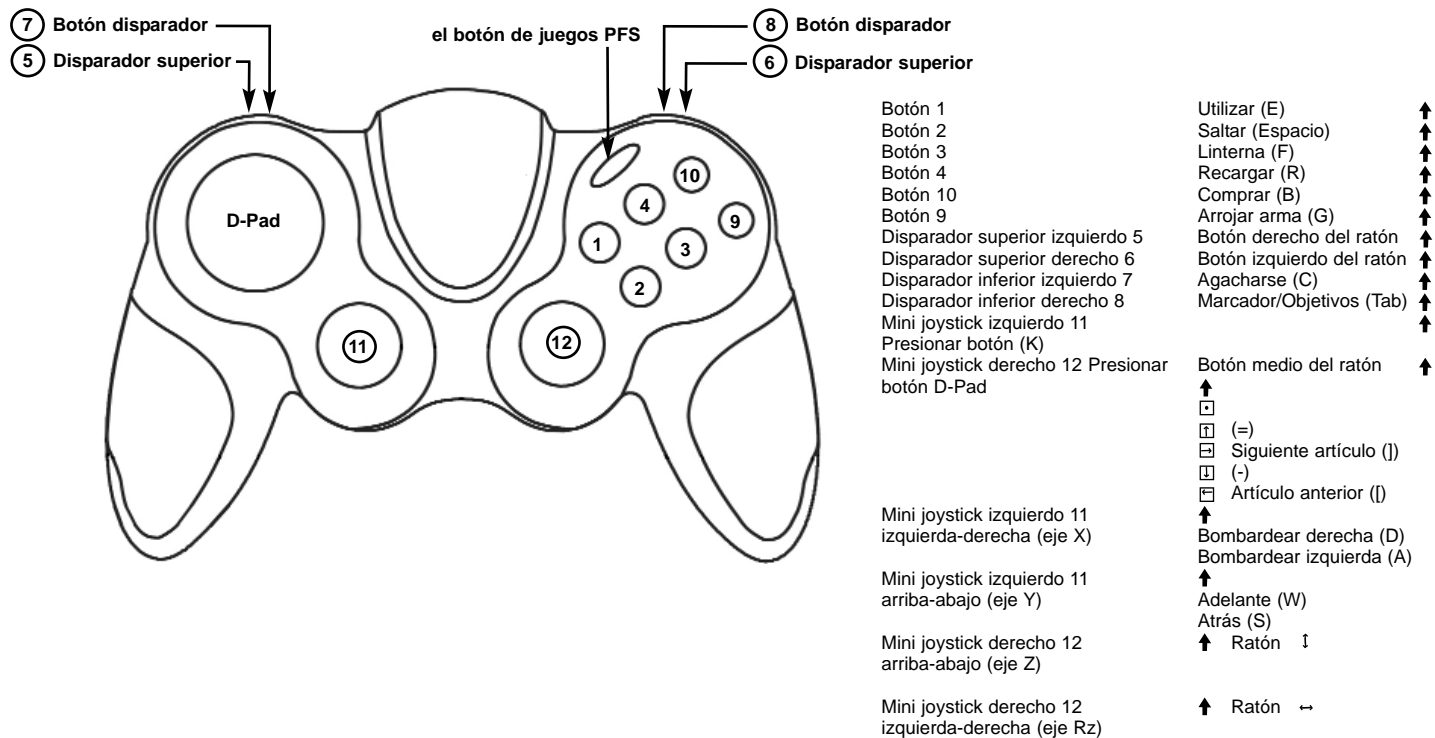 7 Botón disparador
5 Disparador superior
el botón de juegos PFS
8 Botón disparador
6 Disparador superior
D-Pad
10
4
9
1
3
2
11
12
Botón 1 Utilizar (E)
Botón 2 Saltar (Espacio)
Botón 3 Linterna (F)
Botón 4 Recargar (R)
Botón 10 Comprar (B)
Botón 9 Arrojar arma (G)
Disparador superior izquierdo 5 Botón derecho del ratón
Disparador superior derecho 6 Botón izquierdo del ratón
Disparador inferior izquierdo 7 Agacharse (C)
Disparador inferior derecho 8 Marcador/Objetivos (Tab)
Mini joystick izquierdo 11
Presionar botón (K)
Mini joystick derecho 12 Presionar Botón medio del ratón
botón D-Pad
(=)
Siguiente artículo (])
(-)
Artículo anterior ([)
Mini joystick izquierdo 11
izquierda-derecha (eje X) Bombardear derecha (D)
Bombardear izquierda (A)
Mini joystick izquierdo 11
arriba-abajo (eje Y) Adelante (W)
Atrás (S)
Mini joystick derecho 12 Ratón
arriba-abajo (eje Z)
Mini joystick derecho 12 Ratón
izquierda-derecha (eje Rz)